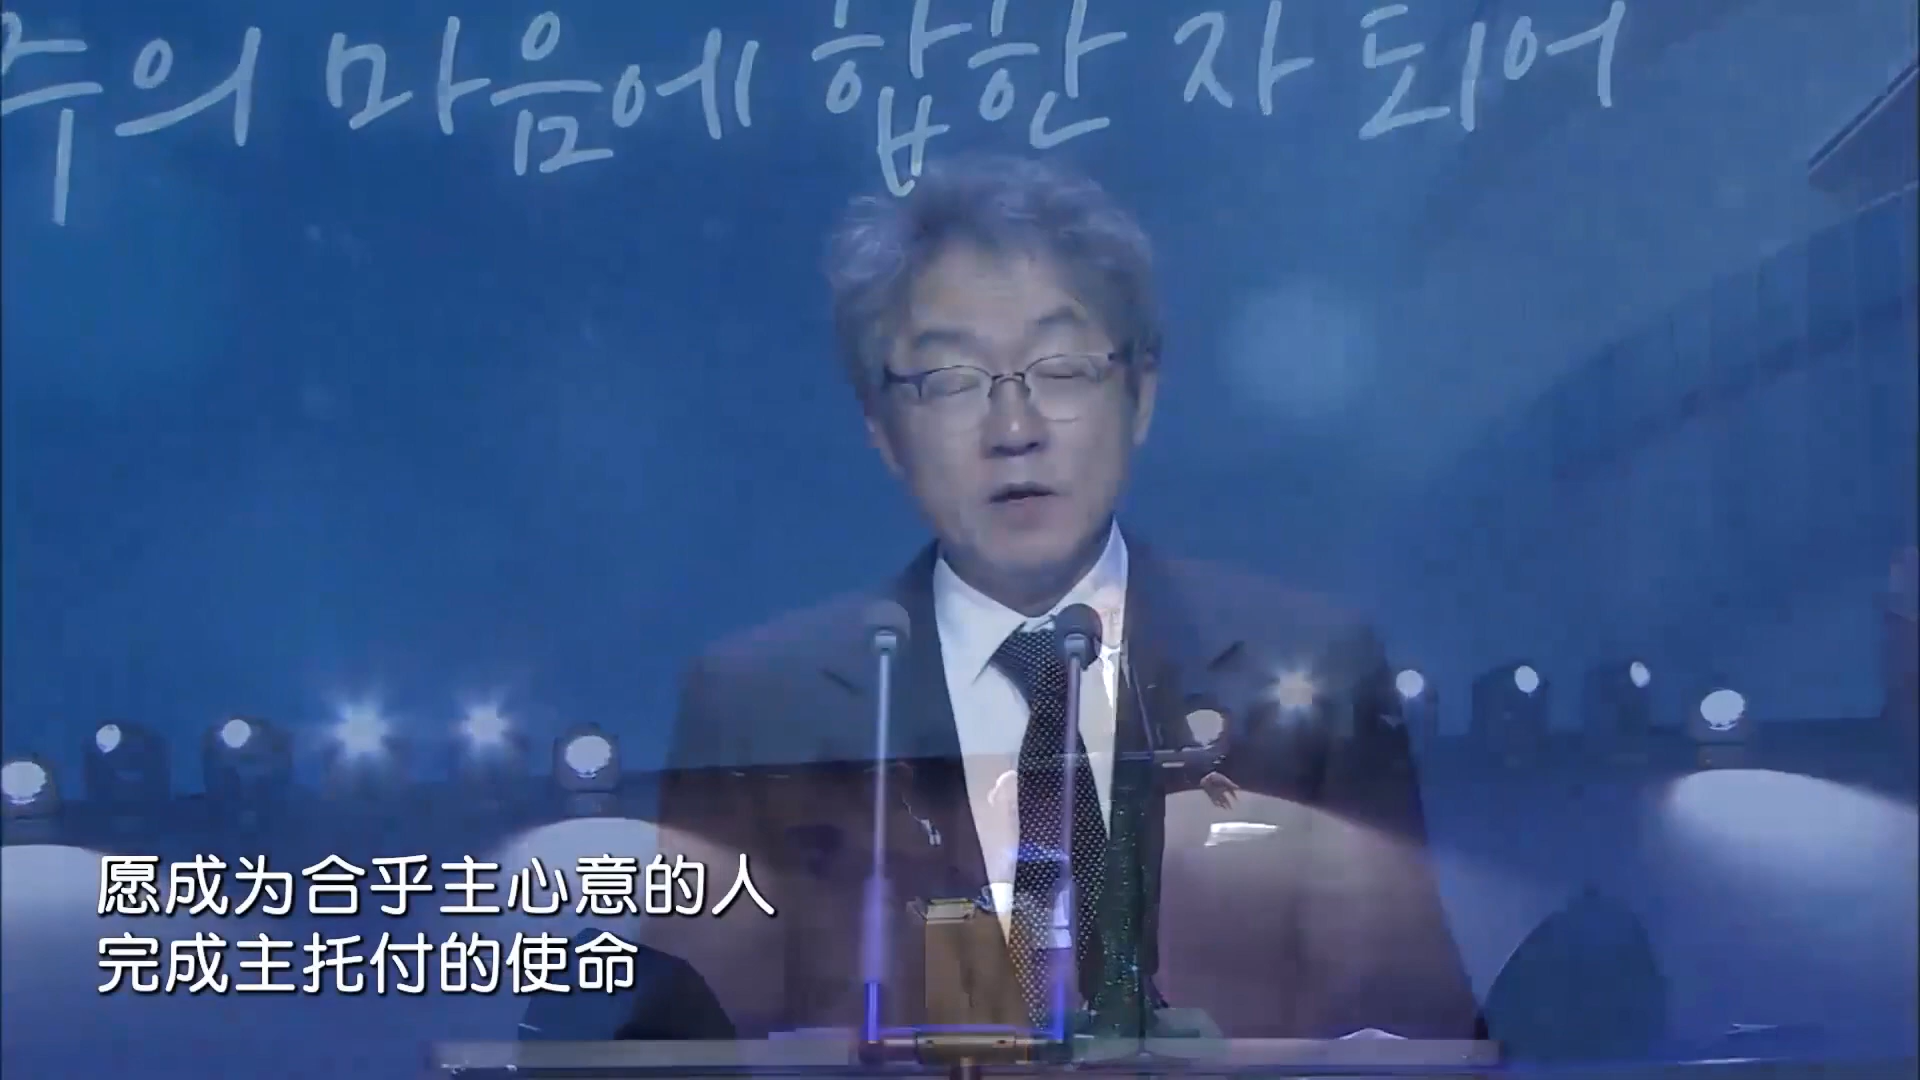 주의 마음에 합한 자 되어
愿成为合乎主心意的人
完成主托付的使命